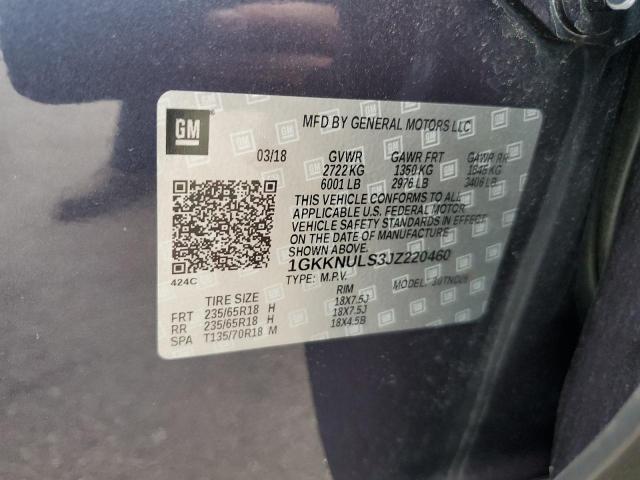 GM
MFD BY GENERAL MOTORS LLC
03/18 GVWR GAWR FRT GAWR RR
2722 KG 1350 KG 1545 KG
6001 LB 2976 LB 3406 LB
THIS VEHICLE CONFORMS TO ALL
APPLICABLE U.S. FEDERAL MOTOR
VEHICLE SAFETY STANDARDS IN EFFECT
ON THE DATE OF MANUFACTURE
SHOWN ABOVE.
1GKKNULS3JZ220460
424C
TYPE: M.P.V. MODEL:
TIRE SIZE RIM
FRT 235/65R18 H 18X7.5J
RR 235/65R18 H 18X7.5J
SPA T135/70R18 M 18X4.5B